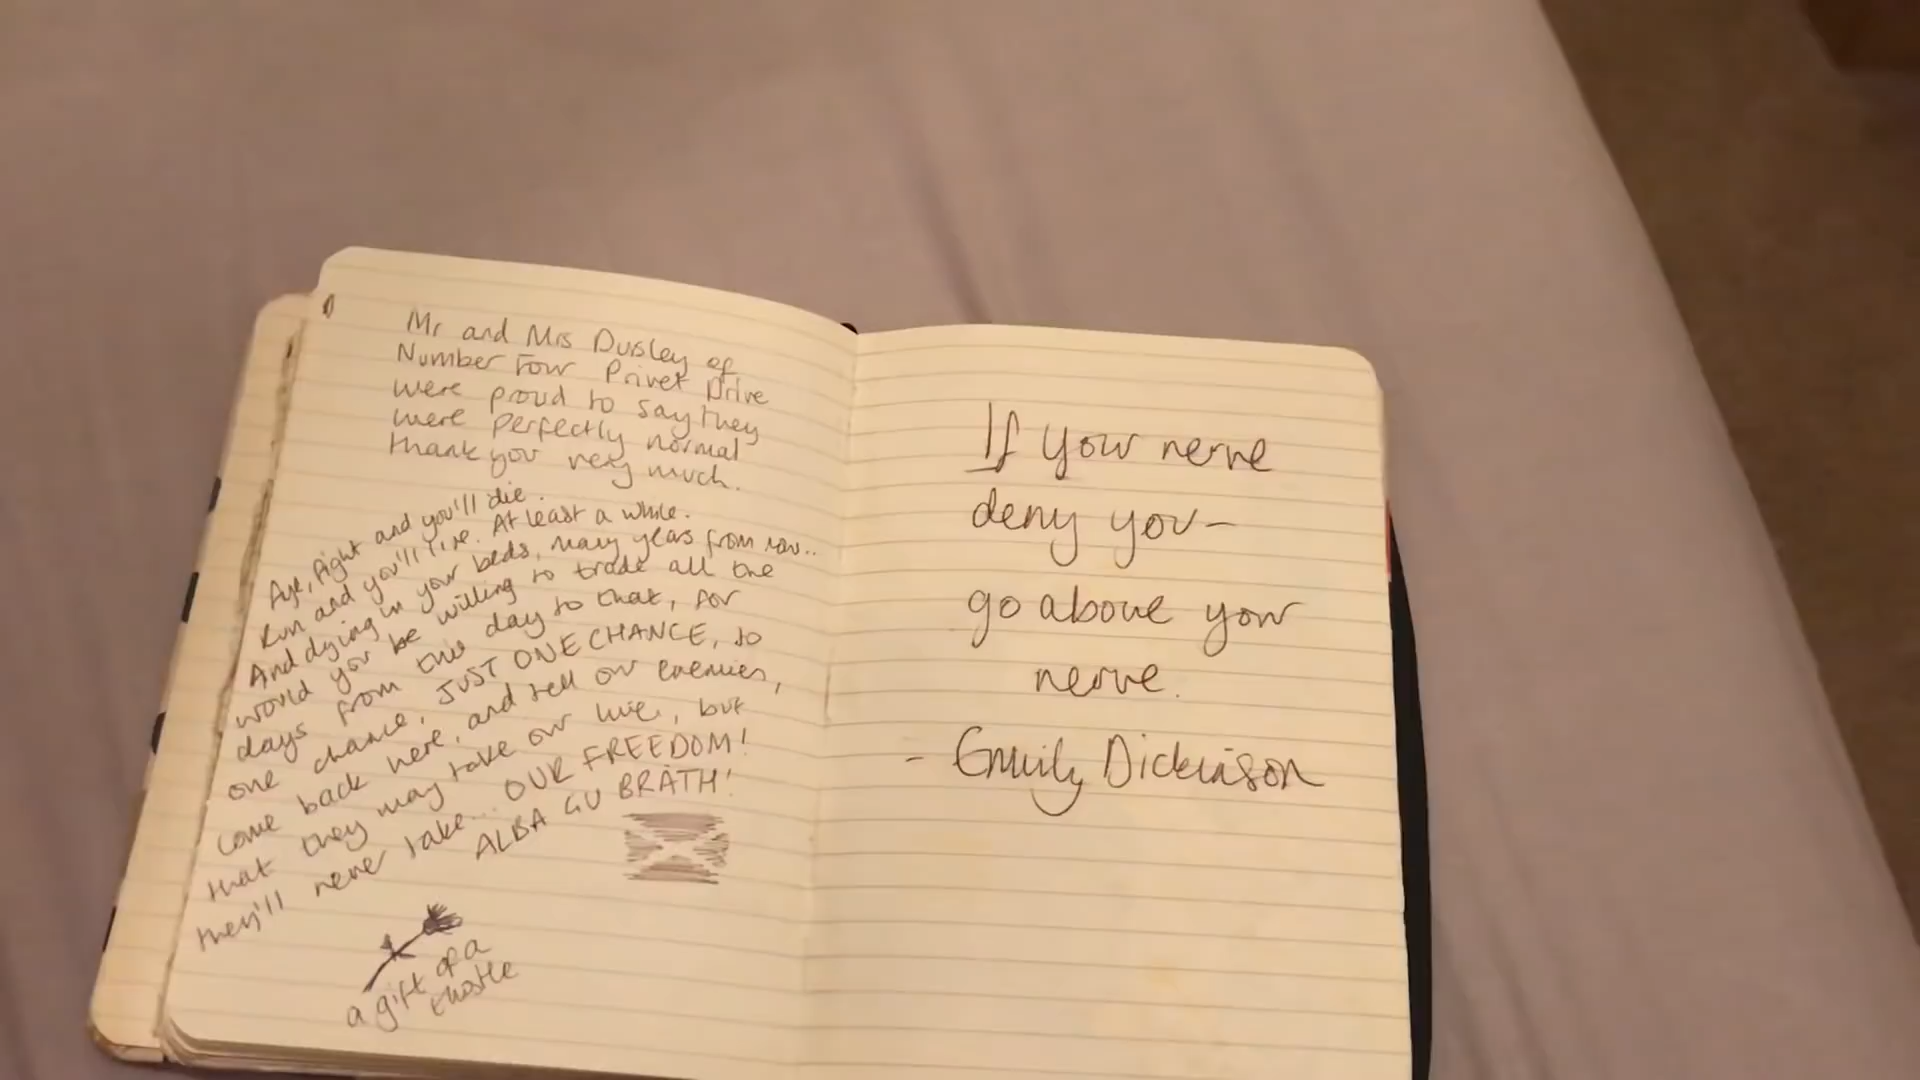 Mr and Mrs Dursley of
Number Four Privet Drive
were proud to say they
were perfectly normal
thank you very much.
Aye, fight and you'll die.
Run and you'll live. At least a while.
And dying in your beds, many years from now..
would you be willing to trade all the
days from this day to that, for
one chance, JUST ONE CHANCE, to
come back here, and tell our enemies,
that they may take our live, but
they'll never take... OUR FREEDOM!
ALBA GU BRÀTH!
a gift of a
thistle
If your nerve
deny you-
go above your
nerve.
- Emily Dickinson